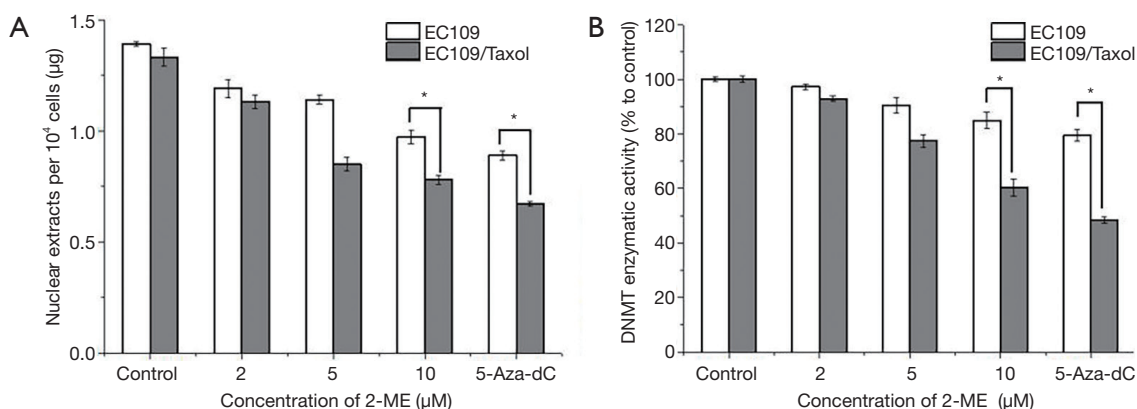 A
Nuclear extracts per 10⁴ cells (μg)
1.5
1.0
0.5
0.0
EC109
EC109/Taxol
*
*
Control 2 5 10 5-Aza-dC
Concentration of 2-ME (μM)
B
DNMT enzymatic activity (% to control)
120
100
80
60
40
20
0
EC109
EC109/Taxol
*
*
Control 2 5 10 5-Aza-dC
Concentration of 2-ME (μM)